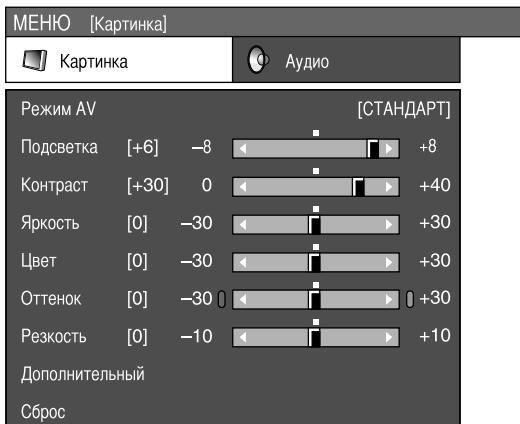 МЕНЮ [Картинка]
Картинка Аудио
Режим AV [СТАНДАРТ]
Подсветка [+6] –8 +8
Контраст [+30] 0 +40
Яркость [0] –30 +30
Цвет [0] –30 +30
Оттенок [0] –30 +30
Резкость [0] –10 +10
Дополнительный
Сброс